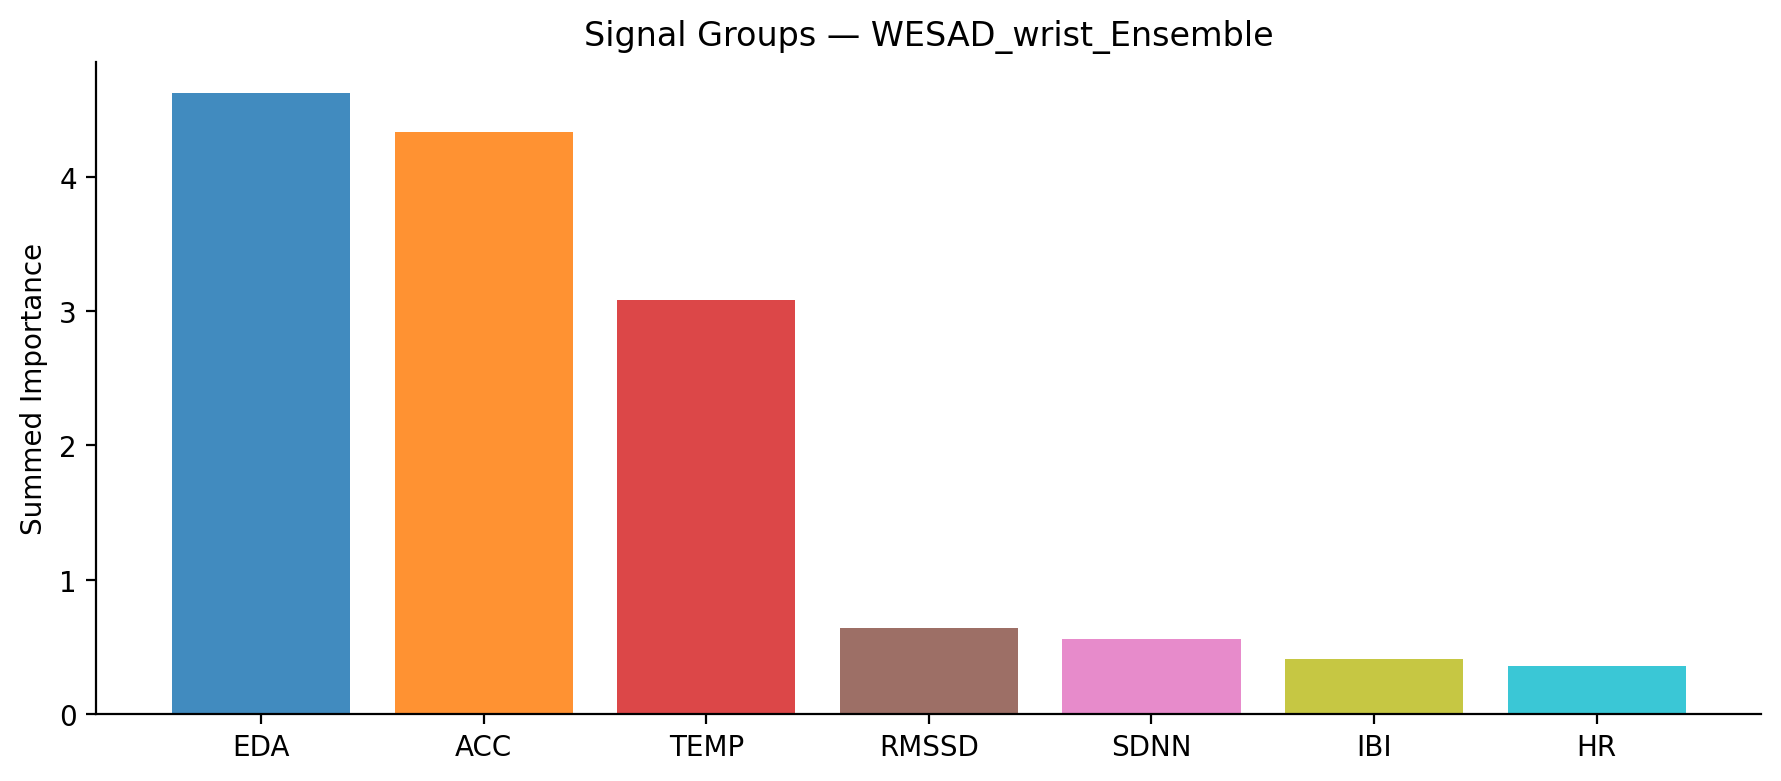 Signal Groups — WESAD_wrist_Ensemble
Summed Importance
4
3
2
1
0
EDA ACC TEMP RMSSD SDNN IBI HR